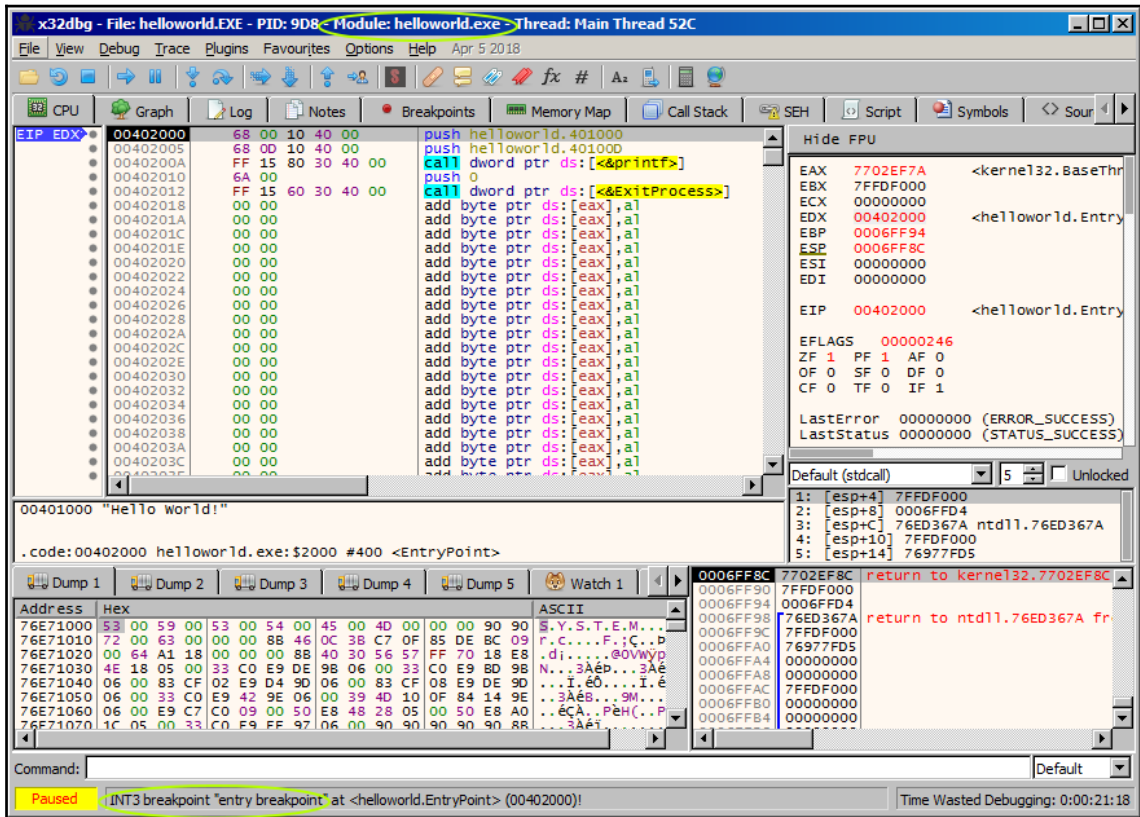 x32dbg - File: helloworld.EXE - PID: 9D8 - Module: helloworld.exe - Thread: Main Thread 52C
File View Debug Trace Plugins Favourites Options Help Apr 5 2018
CPU Graph Log Notes Breakpoints Memory Map Call Stack SEH Script Symbols Sour
EIP EDX 00402000 68 00 10 40 00 push helloworld.401000
00402005 68 0D 10 40 00 push helloworld.40100D
0040200A FF 15 80 30 40 00 call dword ptr ds:[<&printf>]
00402010 6A 00 push 0
00402012 FF 15 60 30 40 00 call dword ptr ds:[<&ExitProcess>]
00402018 00 00 add byte ptr ds:[eax],al
0040201A 00 00 add byte ptr ds:[eax],al
0040201C 00 00 add byte ptr ds:[eax],al
0040201E 00 00 add byte ptr ds:[eax],al
00402020 00 00 add byte ptr ds:[eax],al
00402022 00 00 add byte ptr ds:[eax],al
00402024 00 00 add byte ptr ds:[eax],al
00402026 00 00 add byte ptr ds:[eax],al
00402028 00 00 add byte ptr ds:[eax],al
0040202A 00 00 add byte ptr ds:[eax],al
0040202C 00 00 add byte ptr ds:[eax],al
0040202E 00 00 add byte ptr ds:[eax],al
00402030 00 00 add byte ptr ds:[eax],al
00402032 00 00 add byte ptr ds:[eax],al
00402034 00 00 add byte ptr ds:[eax],al
00402036 00 00 add byte ptr ds:[eax],al
00402038 00 00 add byte ptr ds:[eax],al
0040203A 00 00 add byte ptr ds:[eax],al
0040203C 00 00 add byte ptr ds:[eax],al
Hide FPU
EAX 7702EF7A <kernel32.BaseThr
EBX 7FFDF000
ECX 00000000
EDX 00402000 <helloworld.Entry
EBP 0006FF94
ESP 0006FF8C
ESI 00000000
EDI 00000000
EIP 00402000 <helloworld.Entry
EFLAGS 00000246
ZF 1 PF 1 AF 0
OF 0 SF 0 DF 0
CF 0 TF 0 IF 1
LastError 00000000 (ERROR_SUCCESS)
LastStatus 00000000 (STATUS_SUCCESS)
Default (stdcall) 5 Unlocked
1: [esp+4] 7FFDF000
2: [esp+8] 0006FFD4
3: [esp+C] 76ED367A ntdll.76ED367A
4: [esp+10] 7FFDF000
5: [esp+14] 76977FD5
00401000 "Hello World!"
.code:00402000 helloworld.exe:$2000 #400 <EntryPoint>
Dump 1 Dump 2 Dump 3 Dump 4 Dump 5 Watch 1
Address Hex ASCII
76E71000 53 00 59 00 53 00 54 00 45 00 4D 00 00 00 90 90 S.Y.S.T.E.M...
76E71010 72 00 63 00 00 00 8B 46 0C 3B C7 0F 85 DE BC 09 r.c....F.;Ç..Þ
76E71020 00 64 A1 18 00 00 00 8B 40 30 56 57 FF 70 18 E8 .d¡.....@0VWÿp
76E71030 4E 18 05 00 33 C0 E9 DE 9B 06 00 33 C0 E9 BD 9B N...3ÀéÞ...3Àé
76E71040 06 00 83 CF 02 E9 D4 9D 06 00 83 CF 08 E9 DE 9D ...Ï.éÔ...Ï.é
76E71050 06 00 33 C0 E9 42 9E 06 00 39 4D 10 0F 84 14 9E ..3ÀéB...9M...
76E71060 06 00 E9 C7 C0 09 00 50 E8 48 28 05 00 50 E8 A0 ..éÇÀ..PèH(..P
76E71070 1C 05 00 33 C0 E9 FF 97 06 00 90 90 90 90 90 8B
0006FF8C 7702EF8C return to kernel32.7702EF8C
0006FF90 7FFDF000
0006FF94 0006FFD4
0006FF98 76ED367A return to ntdll.76ED367A fr
0006FF9C 7FFDF000
0006FFA0 76977FD5
0006FFA4 00000000
0006FFA8 00000000
0006FFAC 7FFDF000
0006FFB0 00000000
0006FFB4 00000000
Command: Default
Paused INT3 breakpoint "entry breakpoint" at <helloworld.EntryPoint> (00402000)! Time Wasted Debugging: 0:00:21:18